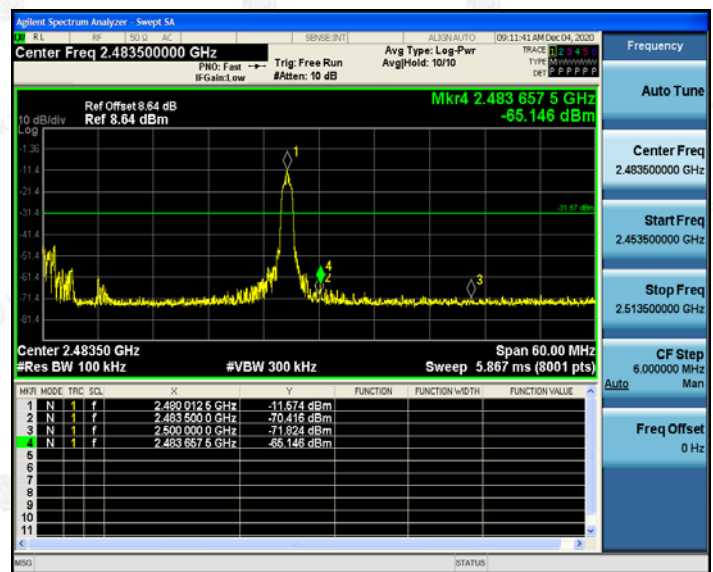 Agilent Spectrum Analyzer - Swept SA
RL RF 50 Ω AC SENSE:INT ALIGN AUTO 09:11:41 AM Dec 04, 2020
Center Freq 2.483500000 GHz
PNO: Fast
IFGain:Low
Trig: Free Run
#Atten: 10 dB
Avg Type: Log-Pwr
Avg|Hold: 10/10
TRACE 1 2 3 4 5 6
TYPE MWWWWW
DET P P P P P P
Frequency
Auto Tune
Center Freq
2.483500000 GHz
Start Freq
2.453500000 GHz
Stop Freq
2.513500000 GHz
CF Step
6.000000 MHz
Auto Man
Freq Offset
0 Hz
Mkr4 2.483 657 5 GHz
-65.146 dBm
Ref Offset 8.64 dB
10 dB/div Ref 8.64 dBm
Log
-1.36
-11.4
-21.4
-31.4
-41.4
-51.4
-61.4
-71.4
-81.4
1
-31.57 dBm
4
2
3
Center 2.48350 GHz Span 60.00 MHz
#Res BW 100 kHz #VBW 300 kHz Sweep 5.867 ms (8001 pts)
MKR MODE TRC SCL X Y FUNCTION FUNCTION WIDTH FUNCTION VALUE
1 N 1 f 2.480 012 5 GHz -11.574 dBm
2 N 1 f 2.483 500 0 GHz -70.416 dBm
3 N 1 f 2.500 000 0 GHz -71.824 dBm
4 N 1 f 2.483 657 5 GHz -65.146 dBm
5
6
7
8
9
10
11
MSG STATUS